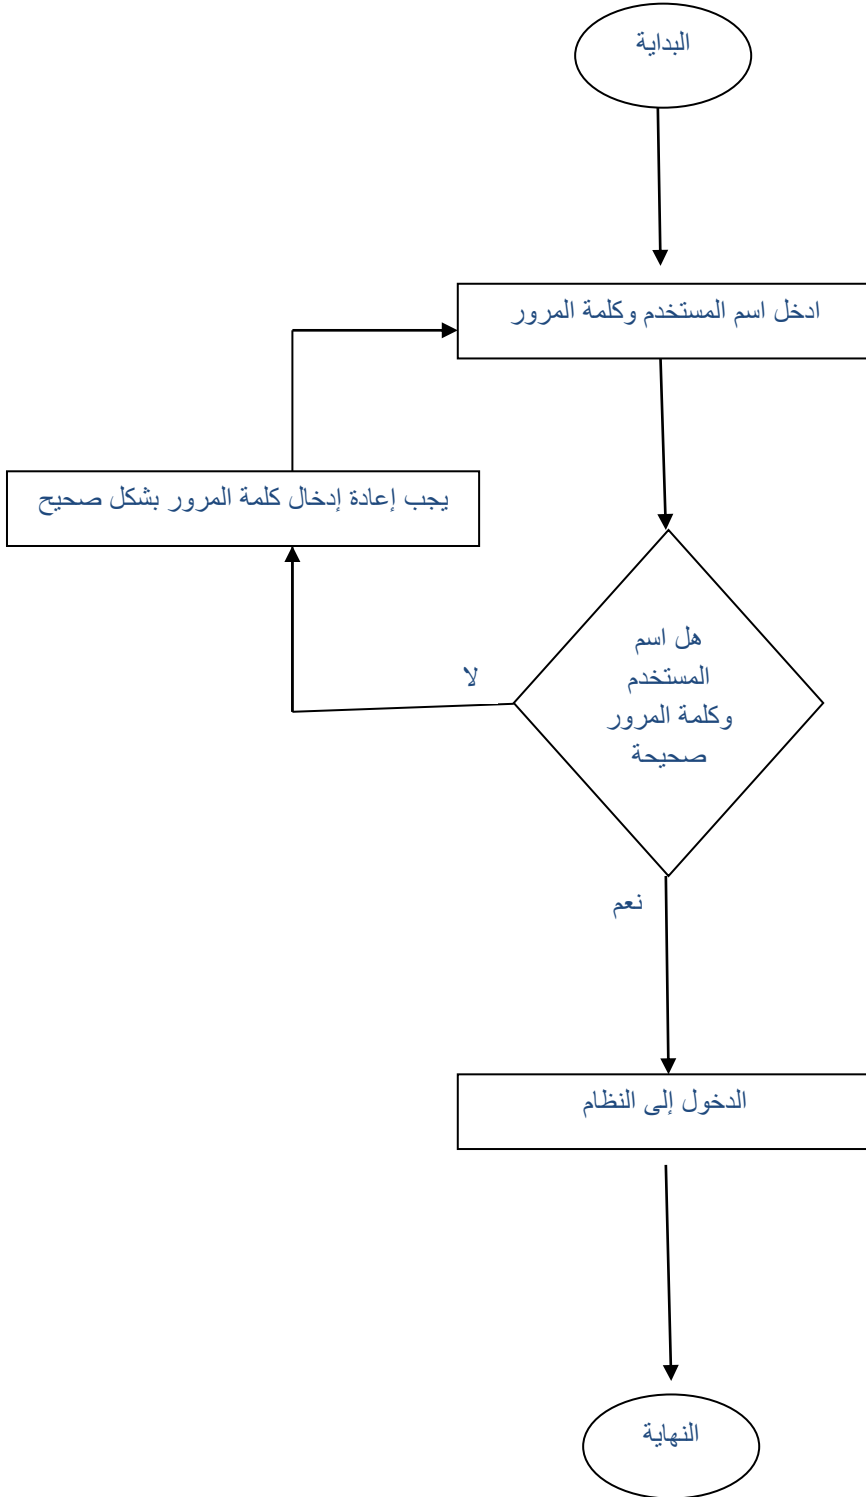 البداية
ادخل اسم المستخدم وكلمة المرور
يجب إعادة إدخال كلمة المرور بشكل صحيح
هل اسم
المستخدم
وكلمة المرور
صحيحة
لا
نعم
الدخول إلى النظام
النهاية